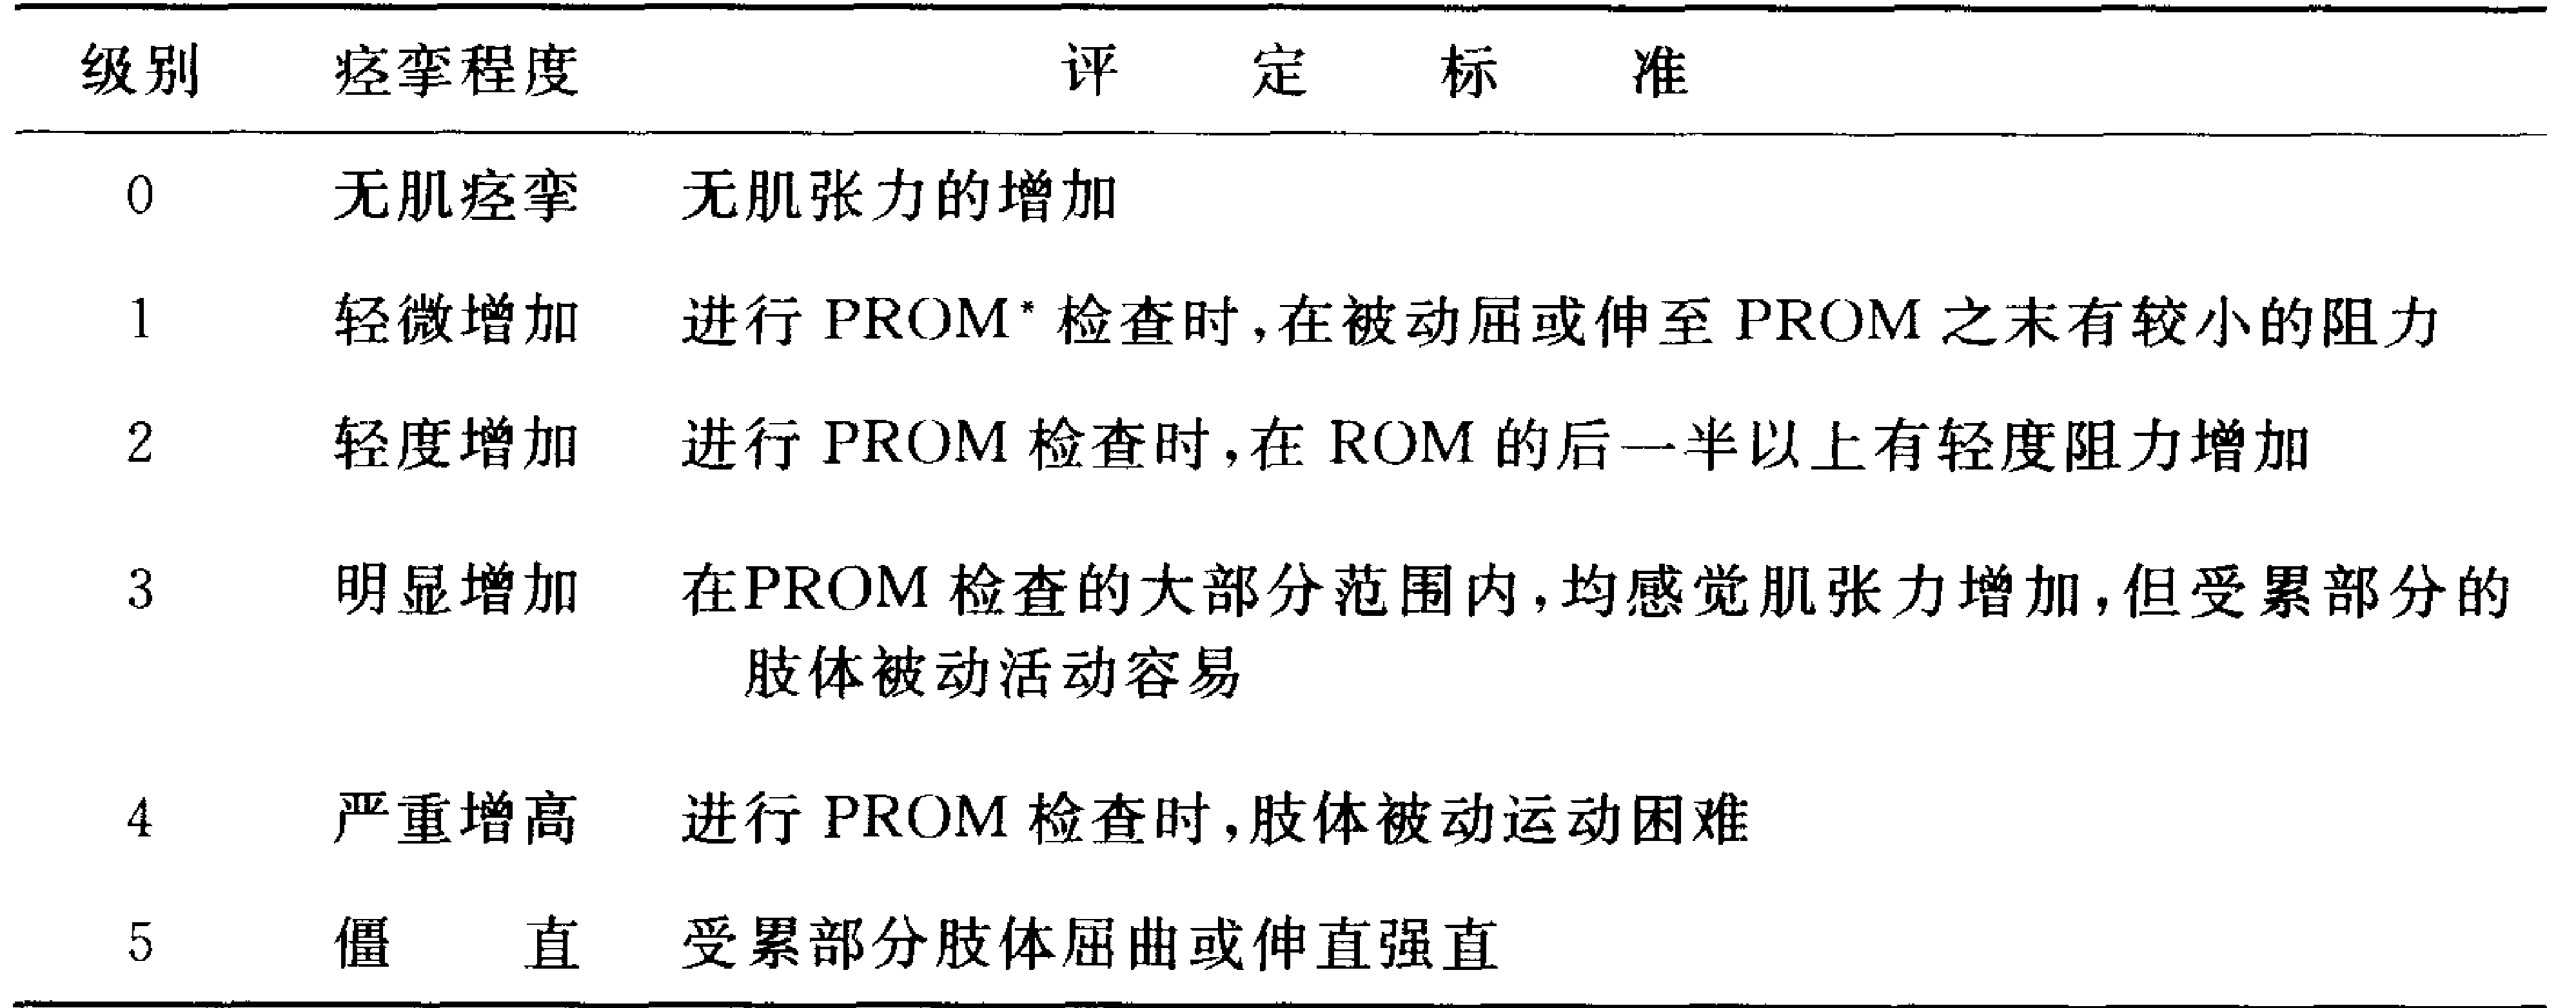 级别 痉挛程度 评定标准
0 无肌痉挛 无肌张力的增加
1 轻微增加 进行 PROM* 检查时,在被动屈或伸至 PROM 之末有较小的阻力
2 轻度增加 进行 PROM 检查时,在 ROM 的后一半以上有轻度阻力增加
3 明显增加 在PROM 检查的大部分范围内,均感觉肌张力增加,但受累部分的
肢体被动活动容易
4 严重增高 进行 PROM 检查时,肢体被动运动困难
5 僵直 受累部分肢体屈曲或伸直强直